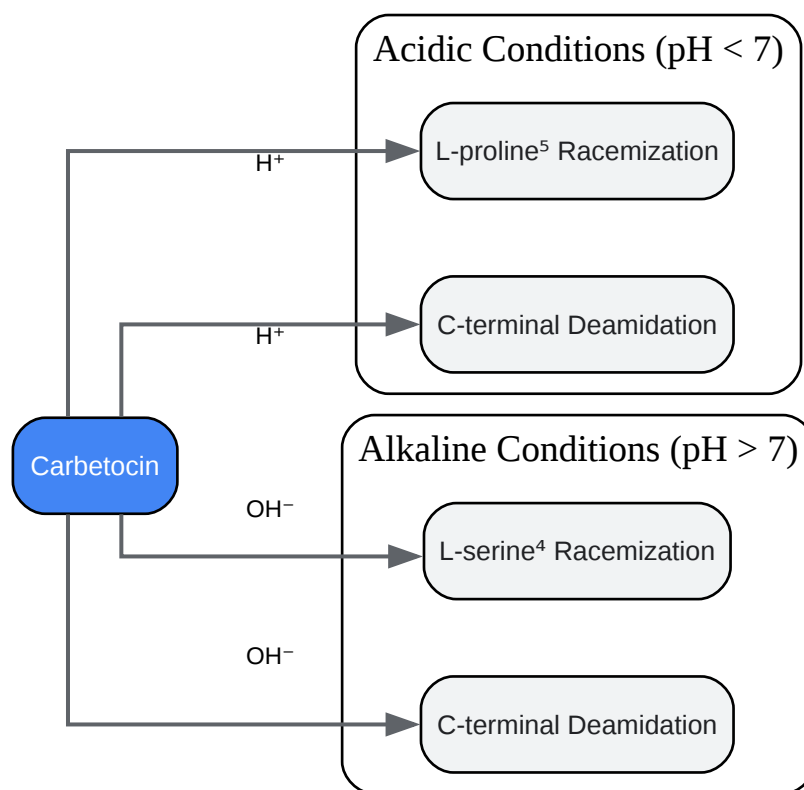 Acidic Conditions (pH < 7)
L-proline⁵ Racemization
H⁺
C-terminal Deamidation
H⁺
Carbetocin
Alkaline Conditions (pH > 7)
OH⁻
L-serine⁴ Racemization
OH⁻
C-terminal Deamidation